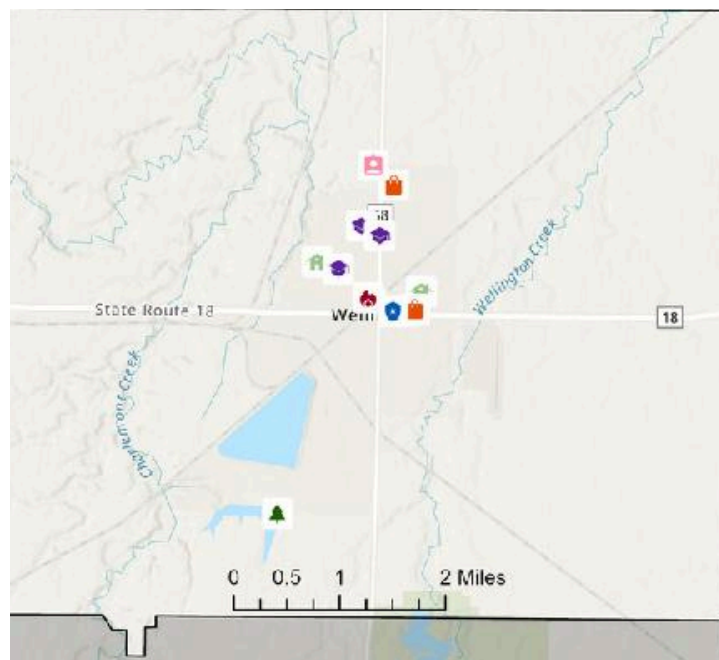 58
Wellington Creek
State Route 18
18
Charlemont Creek
0 0.5 1 2 Miles